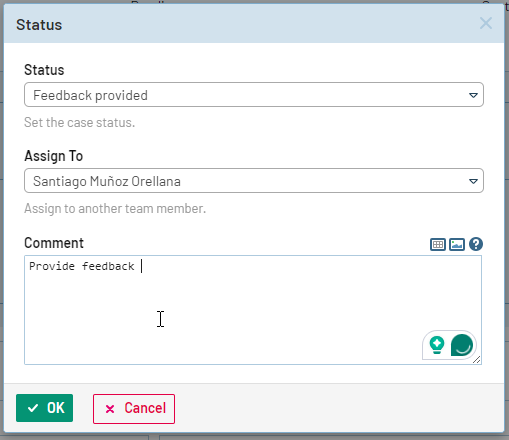 Status
Status
Feedback provided
Set the case status.
Assign To
Santiago Muñoz Orellana
Assign to another team member.
Comment
Provide feedback
OK
Cancel